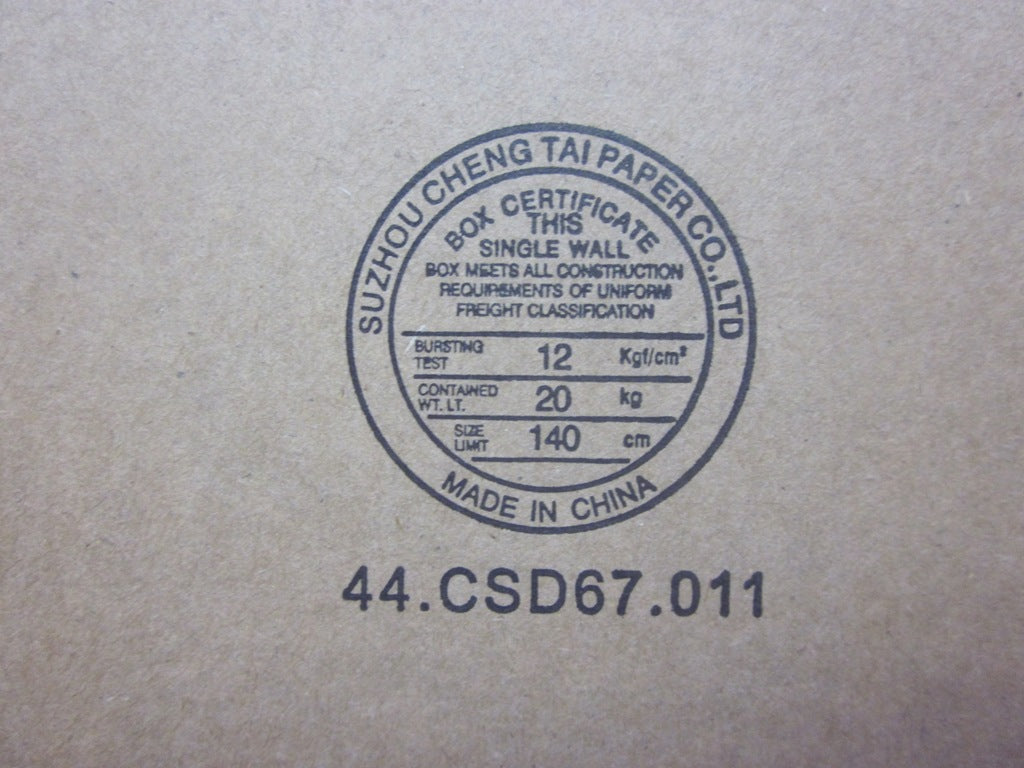 SUZHOU CHENG TAI PAPER CO.,LTD
BOX CERTIFICATE
THIS
SINGLE WALL
BOX MEETS ALL CONSTRUCTION
REQUIREMENTS OF UNIFORM
FREIGHT CLASSIFICATION
BURSTING TEST 12 Kgf/cm²
CONTAINED WT. LT. 20 kg
SIZE LIMIT 140 cm
MADE IN CHINA
44.CSD67.011